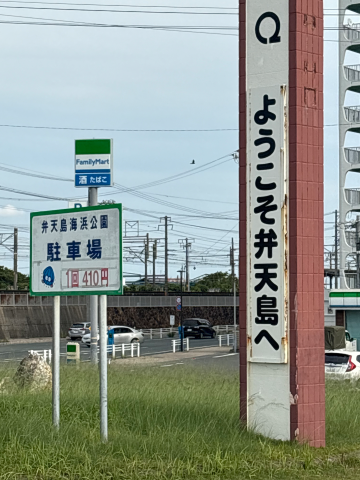 FamilyMart
酒 たばこ
弁天島海浜公園
駐車場
1回410円
ようこそ弁天島へ